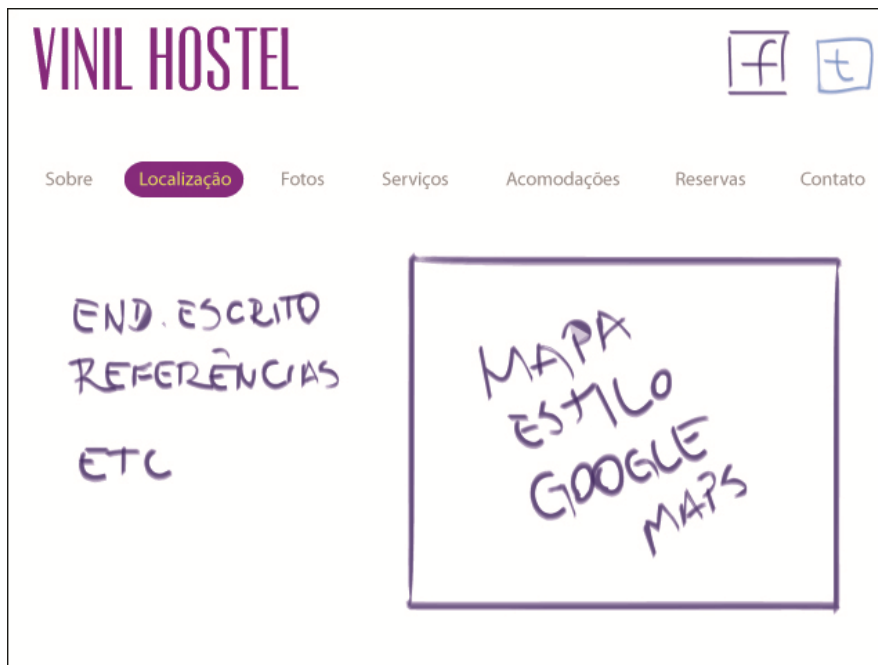 VINIL HOSTEL
f t
Sobre Localização Fotos Serviços Acomodações Reservas Contato
END. ESCRITO
REFERÊNCIAS
ETC
MAPA
ESTILO
GOOGLE
MAPS